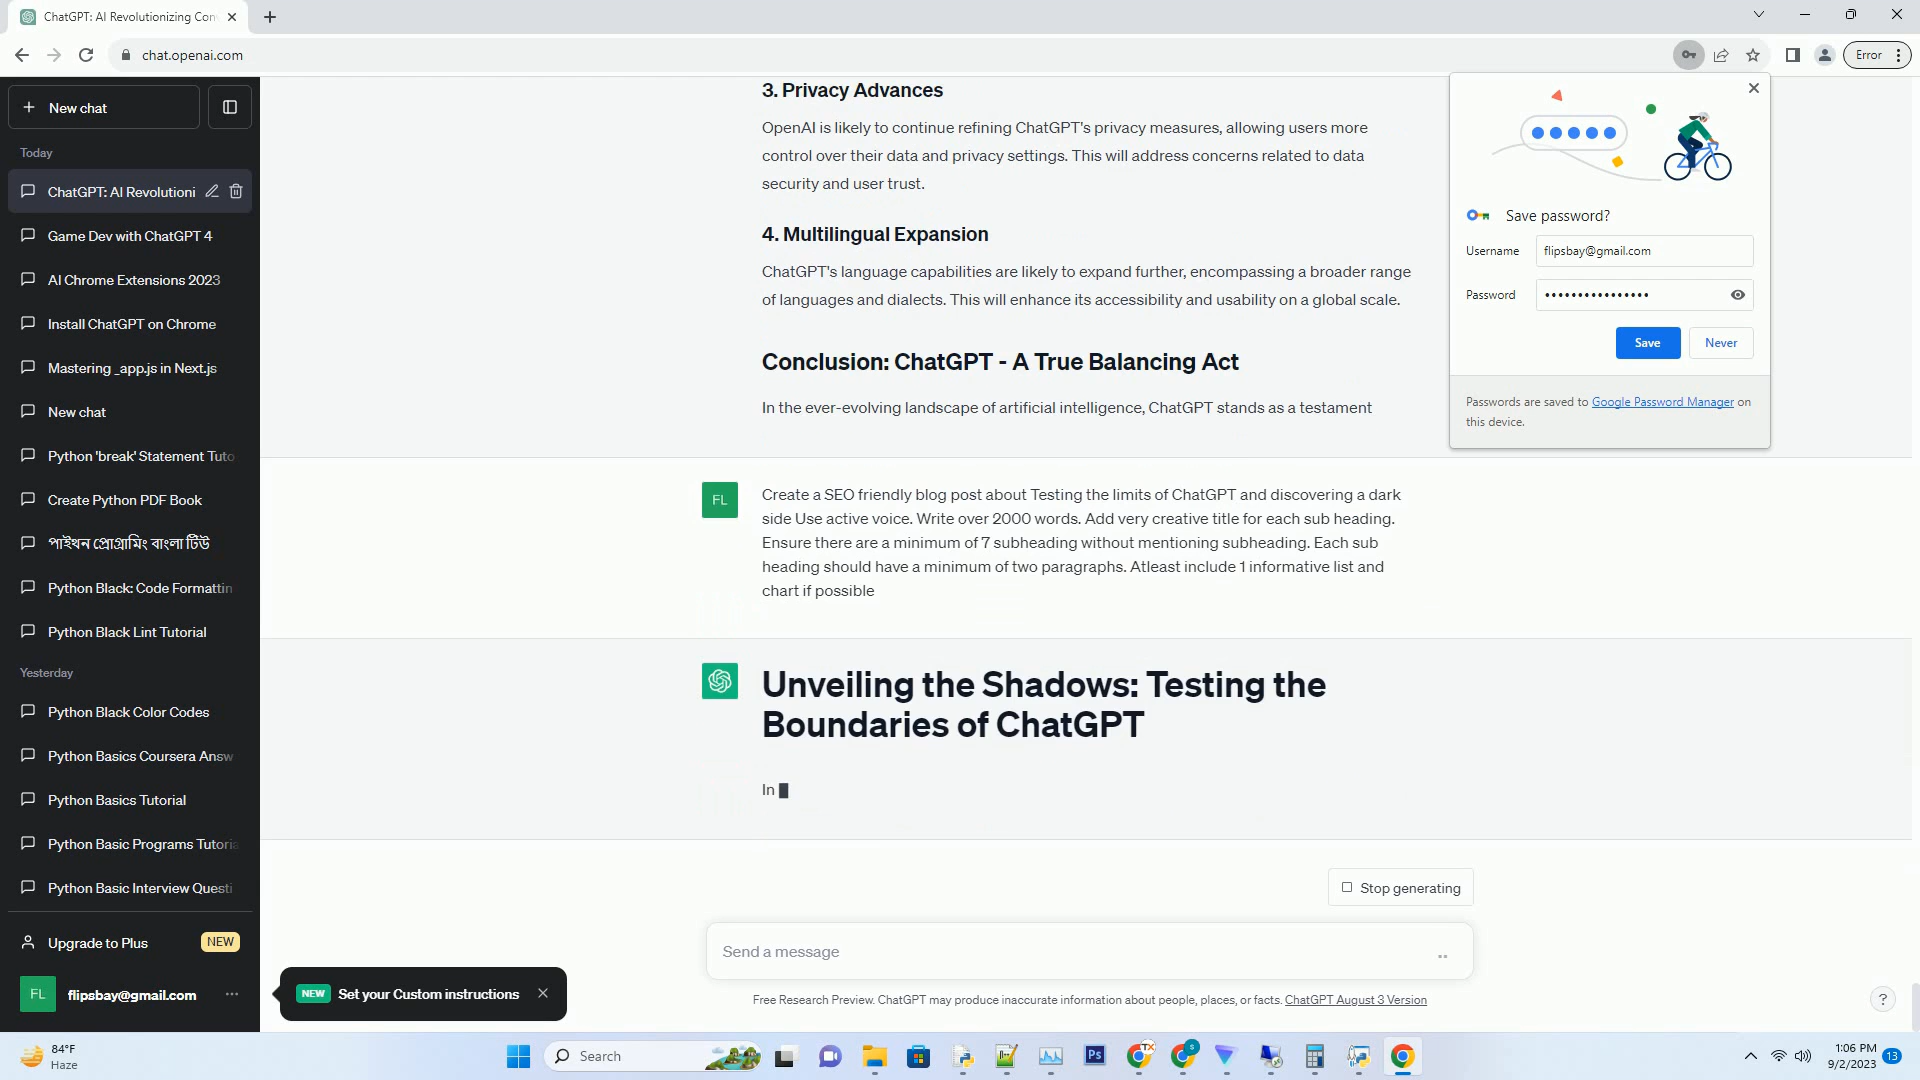 ChatGPT: AI Revolutionizing Con
chat.openai.com
Error
New chat
Today
ChatGPT: AI Revolutioni
Game Dev with ChatGPT 4
AI Chrome Extensions 2023
Install ChatGPT on Chrome
Mastering _app.js in Next.js
New chat
Python 'break' Statement Tuto
Create Python PDF Book
পাইথন প্রোগ্রামিং বাংলা টিউ
Python Black: Code Formattin
Python Black Lint Tutorial
Yesterday
Python Black Color Codes
Python Basics Coursera Answ
Python Basics Tutorial
Python Basic Programs Tutoria
Python Basic Interview Questi
Upgrade to Plus
NEW
FL
flipsbay@gmail.com
3. Privacy Advances
OpenAI is likely to continue refining ChatGPT's privacy measures, allowing users more
control over their data and privacy settings. This will address concerns related to data
security and user trust.
4. Multilingual Expansion
ChatGPT's language capabilities are likely to expand further, encompassing a broader range
of languages and dialects. This will enhance its accessibility and usability on a global scale.
Conclusion: ChatGPT - A True Balancing Act
In the ever-evolving landscape of artificial intelligence, ChatGPT stands as a testament
FL
Create a SEO friendly blog post about Testing the limits of ChatGPT and discovering a dark
side Use active voice. Write over 2000 words. Add very creative title for each sub heading.
Ensure there are a minimum of 7 subheading without mentioning subheading. Each sub
heading should have a minimum of two paragraphs. Atleast include 1 informative list and
chart if possible
Unveiling the Shadows: Testing the
Boundaries of ChatGPT
In
Stop generating
Send a message
Free Research Preview. ChatGPT may produce inaccurate information about people, places, or facts. ChatGPT August 3 Version
NEW Set your Custom instructions
?
Save password?
Username
flipsbay@gmail.com
Password
••••••••••••••••
Save
Never
Passwords are saved to Google Password Manager on
this device.
84°F
Haze
Search
Ps
TX
S
1:06 PM
9/2/2023
13